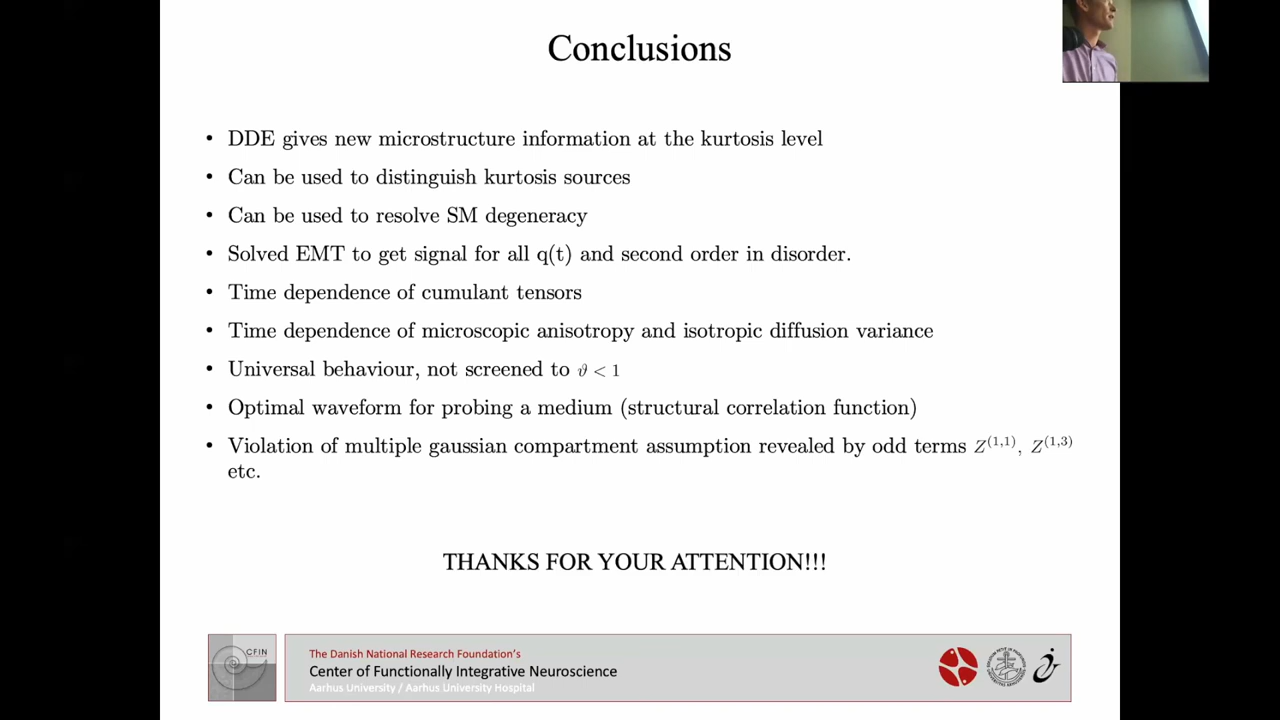 Conclusions
• DDE gives new microstructure information at the kurtosis level
• Can be used to distinguish kurtosis sources
• Can be used to resolve SM degeneracy
• Solved EMT to get signal for all q(t) and second order in disorder.
• Time dependence of cumulant tensors
• Time dependence of microscopic anisotropy and isotropic diffusion variance
• Universal behaviour, not screened to ϑ < 1
• Optimal waveform for probing a medium (structural correlation function)
• Violation of multiple gaussian compartment assumption revealed by odd terms Z^(1,1), Z^(1,3)
etc.
THANKS FOR YOUR ATTENTION!!!
CFIN
The Danish National Research Foundation's
Center of Functionally Integrative Neuroscience
Aarhus University / Aarhus University Hospital